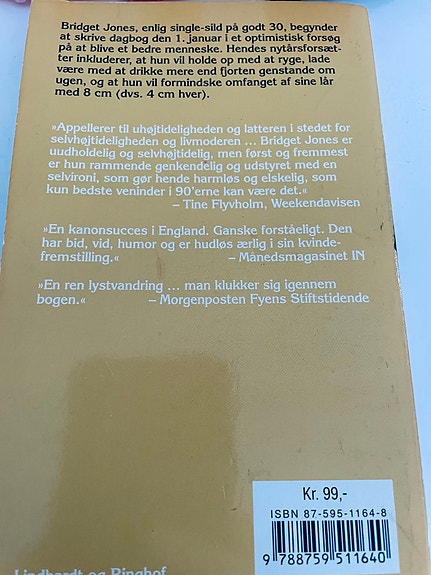 Bridget Jones, enlig single-sild på godt 30, begynder
at skrive dagbog den 1. januar i et optimistisk forsøg
på at blive et bedre menneske. Hendes nytårsforsæt-
ter inkluderer, at hun vil holde op med at ryge, lade
være med at drikke mere end fjorten genstande om
ugen, og at hun vil formindske omfanget af sine lår
med 8 cm (dvs. 4 cm hver).
»Appellerer til uhøjtideligheden og latteren i stedet for
selvhøjtideligheden og livmoderen ... Bridget Jones er
uudholdelig og selvhøjtidelig, men først og fremmest
er hun rammende genkendelig og udstyret med en
selvironi, som gør hende harmløs og elskelig, som
kun bedste veninder i 90'erne kan være det.«
– Tine Flyvholm, Weekendavisen
»En kanonsucces i England. Ganske forståeligt. Den
har bid, vid, humor og er hudløs ærlig i sin kvinde-
fremstilling.« – Månedsmagasinet IN
»En ren lystvandring ... man klukker sig igennem
bogen.« – Morgenposten Fyens Stiftstidende
Kr. 99,-
ISBN 87-595-1164-8
9 788759 511640
Lindhardt og Ringhof